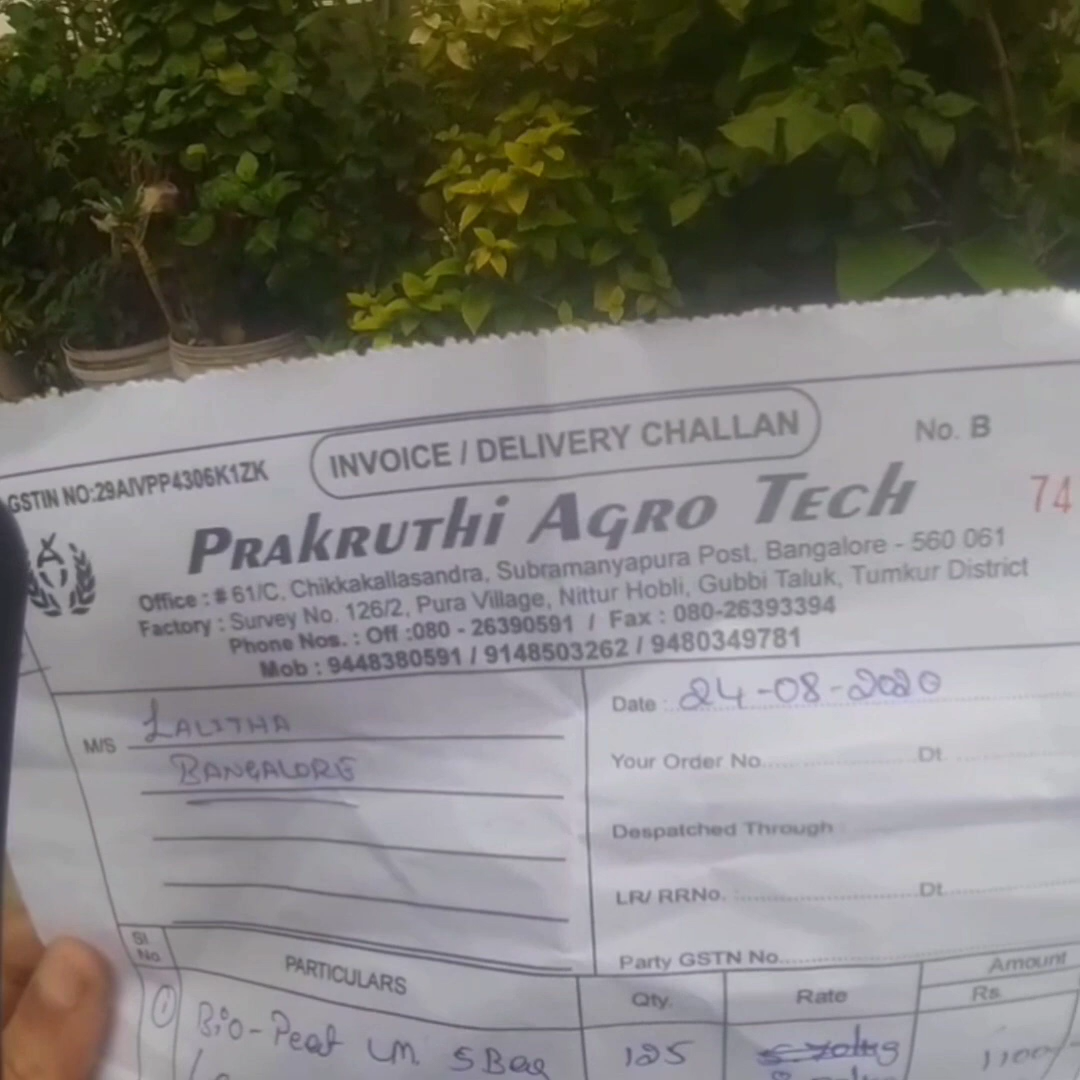 INVOICE / DELIVERY CHALLAN
No. B
GSTIN NO:29AIVPP4306K1ZK
74
PRAKRUTHI AGRO TECH
Office : # 61/C, Chikkakallasandra, Subramanyapura Post, Bangalore - 560 061
Factory : Survey No. 126/2, Pura Village, Nittur Hobli, Gubbi Taluk, Tumkur District
Phone Nos. : Off :080 - 26390591 / Fax : 080-26393394
Mob : 9448380591 / 9148503262 / 9480349781
M/S LALITHA
BANGALORE
Date : 24-08-2020
Your Order No. Dt.
Despatched Through
LR/ RRNo. Dt.
Party GSTN No.
Sl. No. PARTICULARS Qty. Rate Amount Rs.
1 Bio-Peat in 5 Bag 125 1100/-